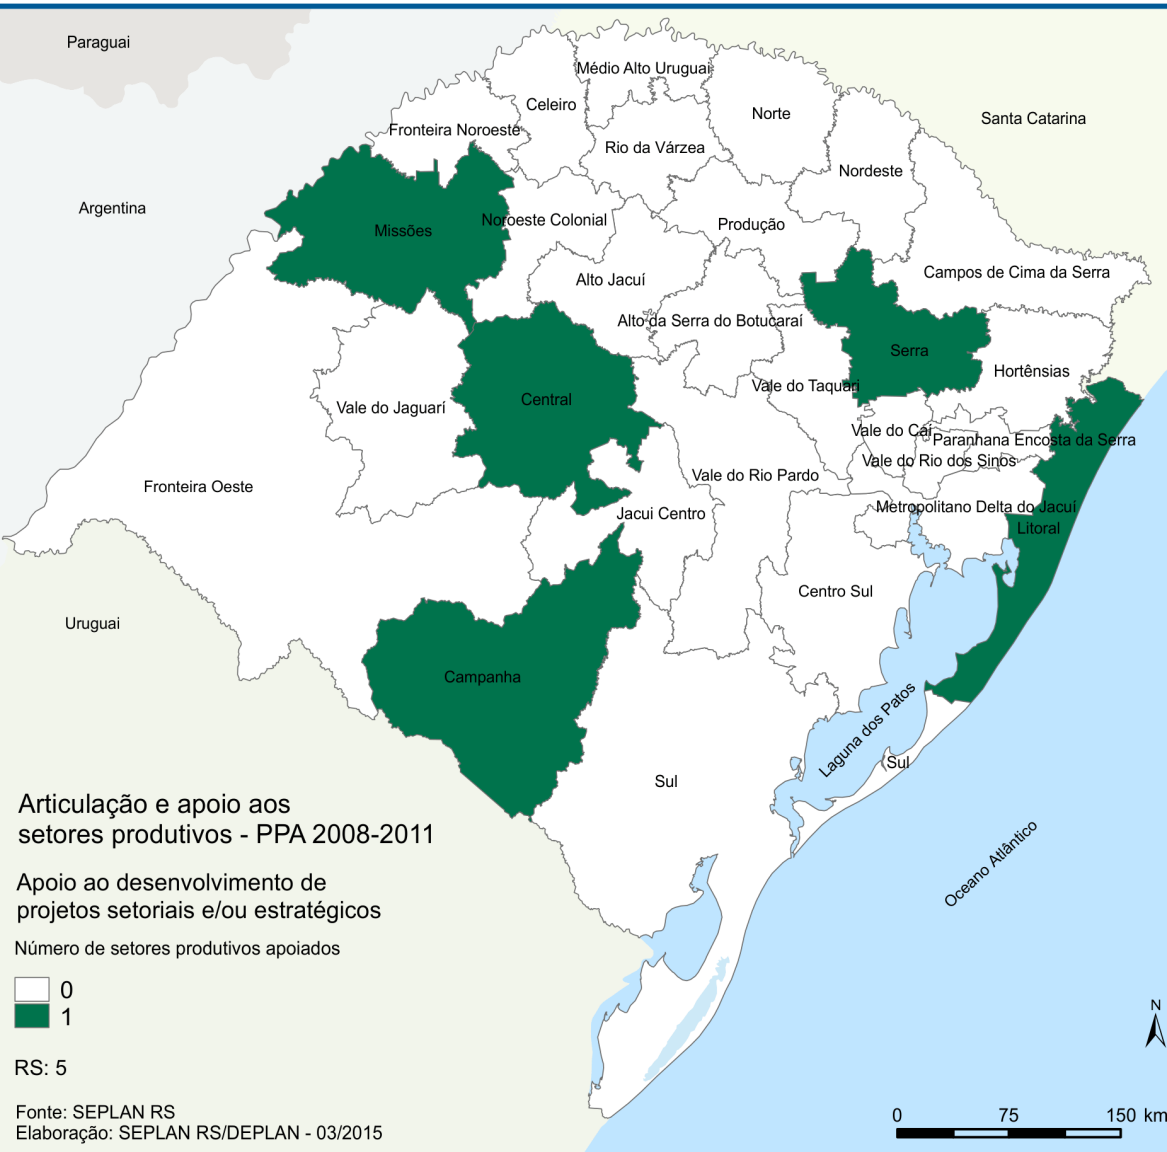 Paraguai
Médio Alto Uruguai
Celeiro
Norte
Santa Catarina
Fronteira Noroeste
Rio da Várzea
Nordeste
Argentina
Missões
Noroeste Colonial
Produção
Alto Jacuí
Campos de Cima da Serra
Alto da Serra do Botucaraí
Serra
Hortênsias
Vale do Taquari
Central
Vale do Jaguarí
Vale do Caí
Paranhana Encosta da Serra
Vale do Rio dos Sinos
Vale do Rio Pardo
Fronteira Oeste
Metropolitano Delta do Jacuí
Jacui Centro
Litoral
Centro Sul
Uruguai
Campanha
Laguna dos Patos
Sul
Sul
Oceano Atlântico
Articulação e apoio aos
setores produtivos - PPA 2008-2011
Apoio ao desenvolvimento de
projetos setoriais e/ou estratégicos
Número de setores produtivos apoiados
0
1
RS: 5
Fonte: SEPLAN RS
Elaboração: SEPLAN RS/DEPLAN - 03/2015
N
0 75 150 km